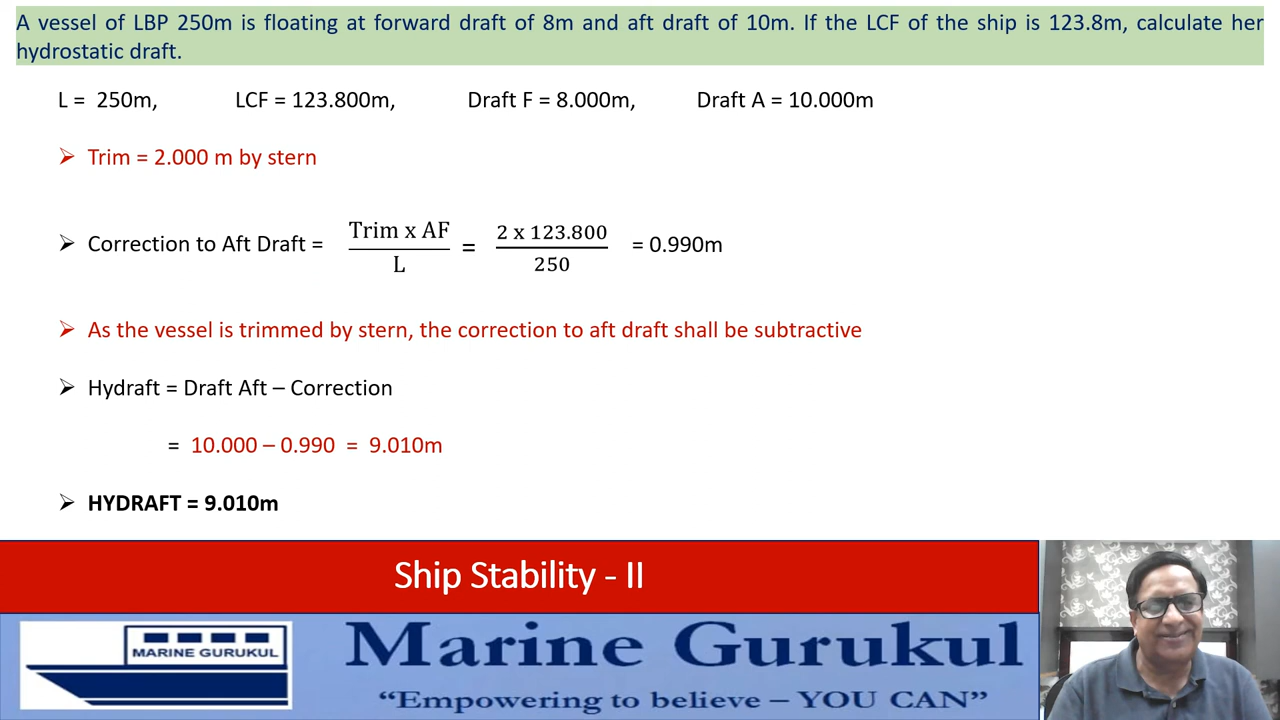 A vessel of LBP 250m is floating at forward draft of 8m and aft draft of 10m. If the LCF of the ship is 123.8m, calculate her
hydrostatic draft.
L = 250m, LCF = 123.800m, Draft F = 8.000m, Draft A = 10.000m
➢ Trim = 2.000 m by stern
➢ Correction to Aft Draft = Trim x AF / L = 2 x 123.800 / 250 = 0.990m
➢ As the vessel is trimmed by stern, the correction to aft draft shall be subtractive
➢ Hydraft = Draft Aft – Correction
= 10.000 – 0.990 = 9.010m
➢ HYDRAFT = 9.010m
Ship Stability - II
MARINE GURUKUL
Marine Gurukul
“Empowering to believe – YOU CAN”